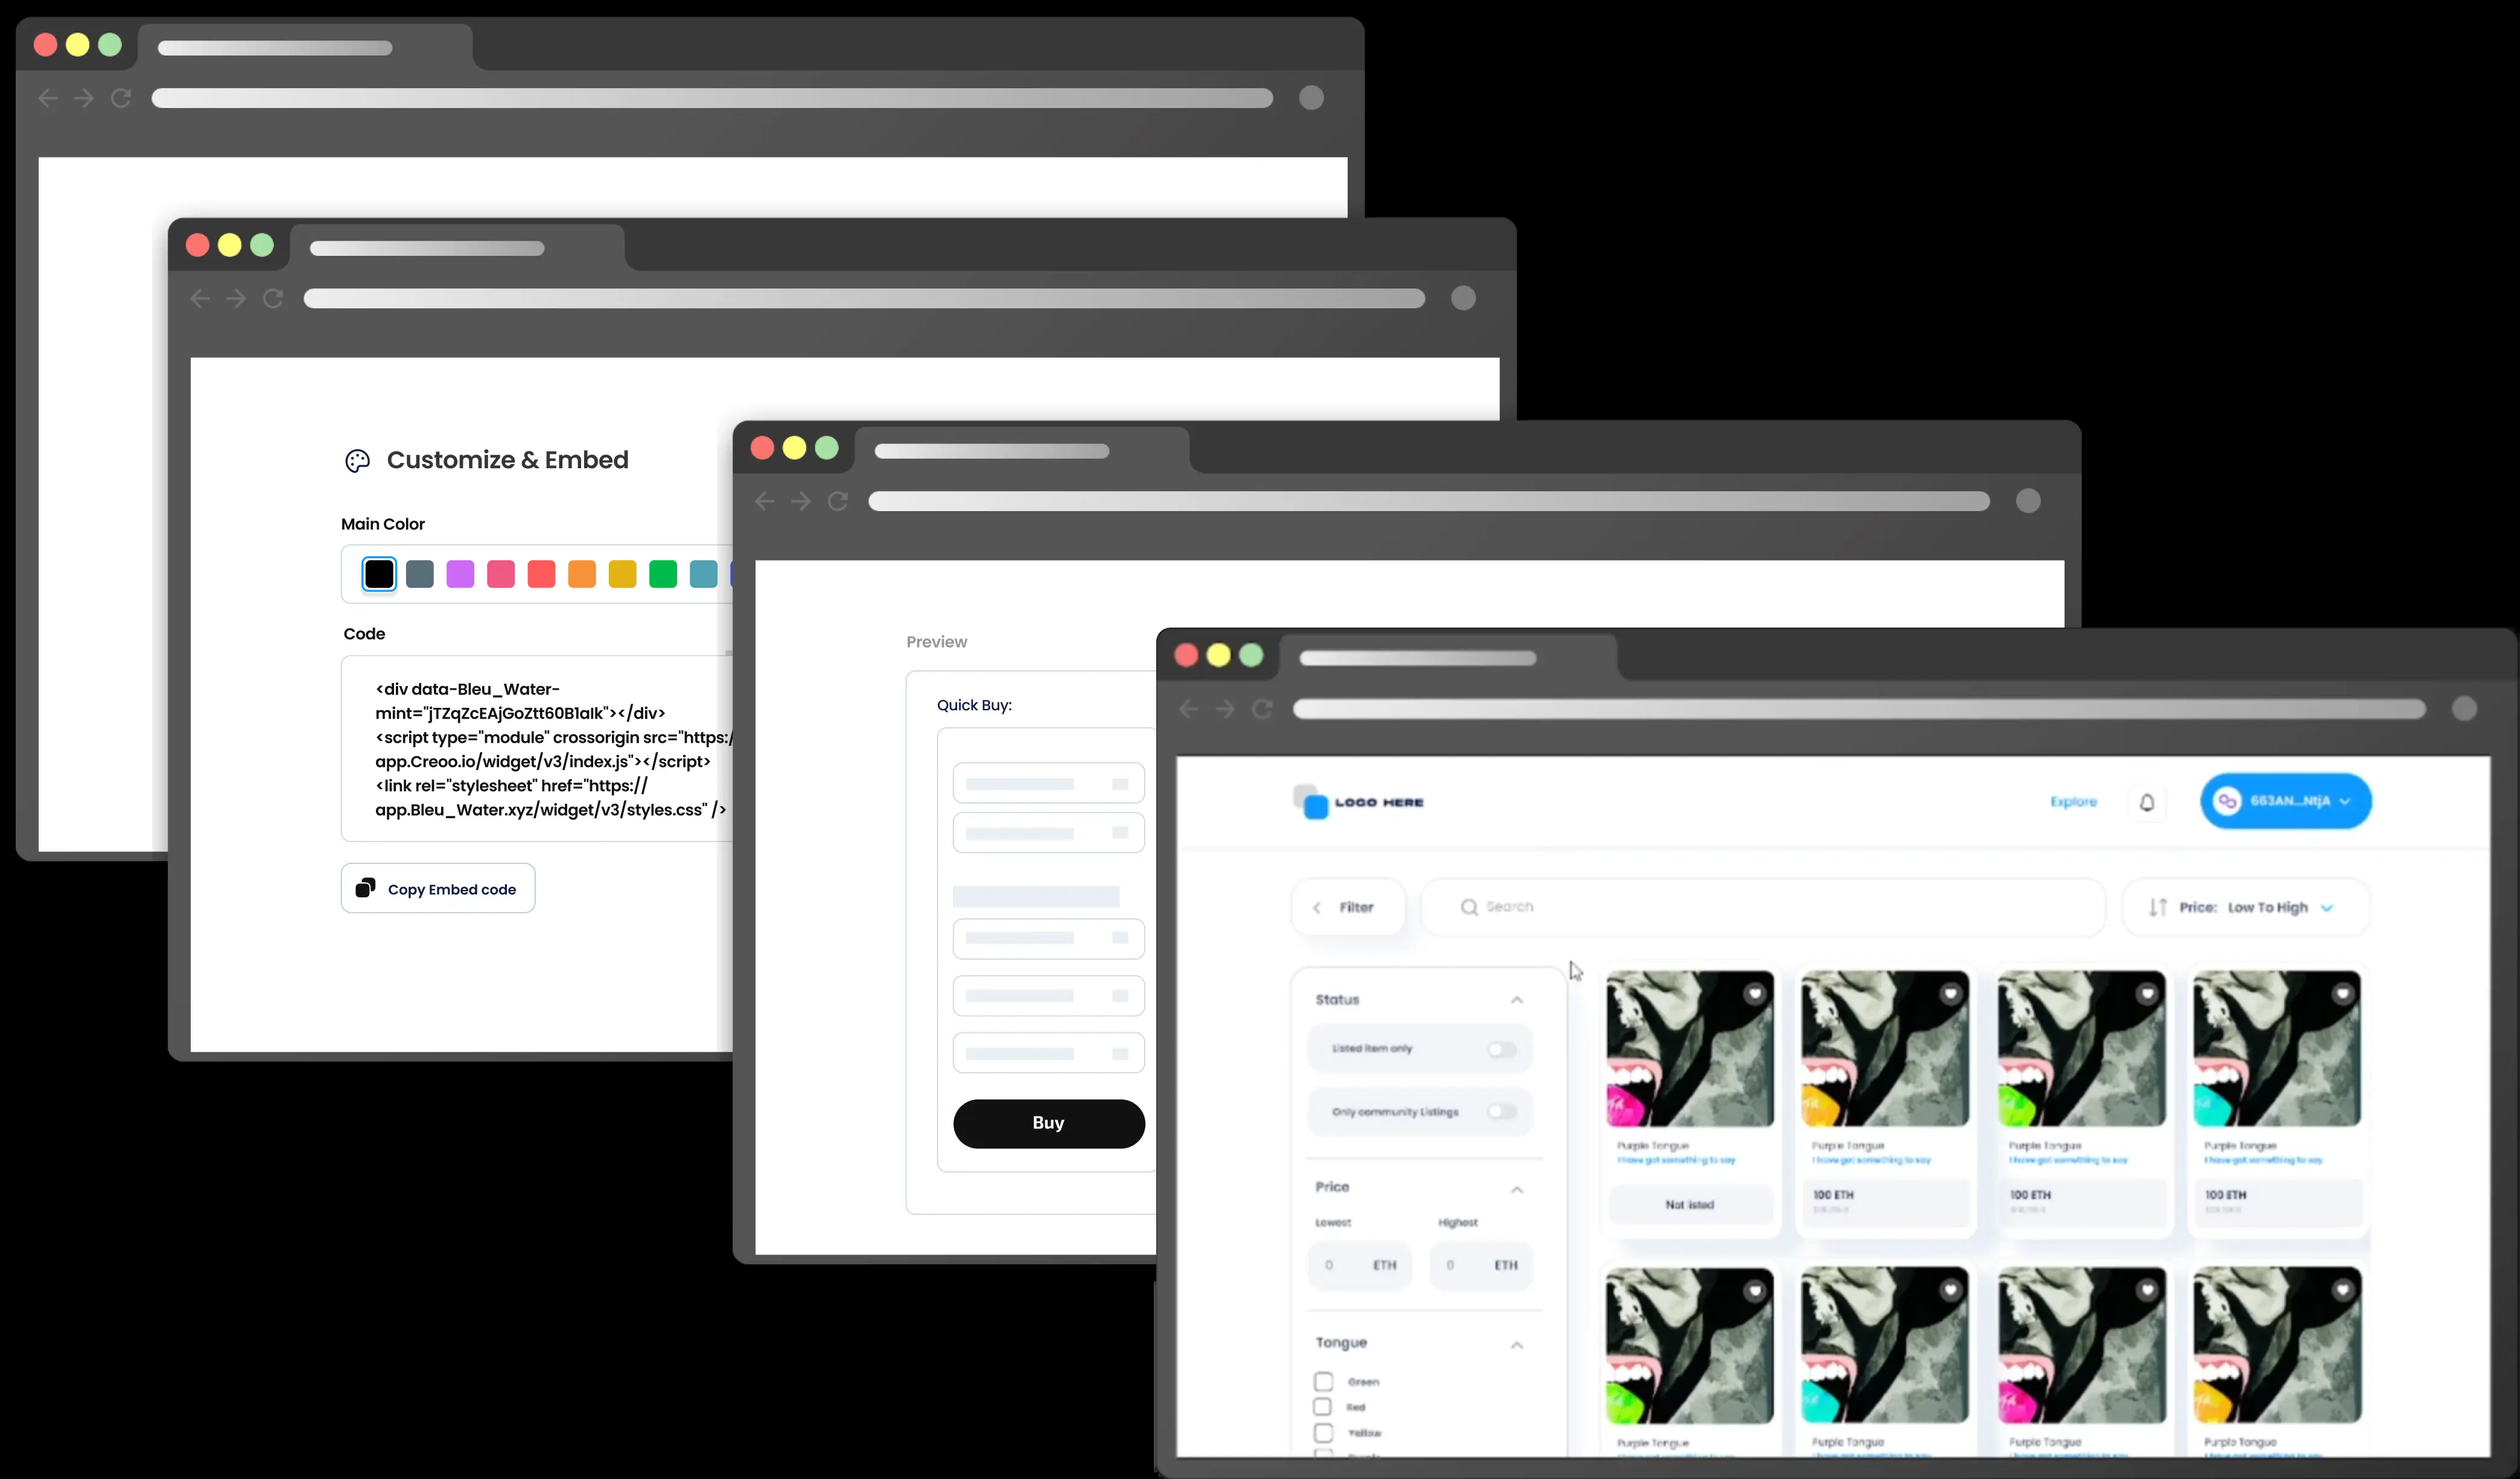 Customize & Embed
Main Color
Code
<div data-Bleu_Water-
mint="jTZqZcEAjGoZtt60B1aIk"></div>
<script type="module" crossorigin src="https:/
app.Creoo.io/widget/v3/index.js"></script>
<link rel="stylesheet" href="https://
app.Bleu_Water.xyz/widget/v3/styles.css" />
Copy Embed code
Preview
Quick Buy:
Buy
LOGO HERE
Explore
663AN...NtjA
Filter
Search
Price: Low To High
Status
Listed item only
Only community Listings
Price
Lowest
Highest
0 ETH
0 ETH
Tongue
Green
Red
Yellow
Purple Tongue
I have got something to say
Not listed
Purple Tongue
I have got something to say
100 ETH
Purple Tongue
I have got something to say
100 ETH
Purple Tongue
I have got something to say
100 ETH
Purple Tongue
Purple Tongue
Purple Tongue
Purple Tongue